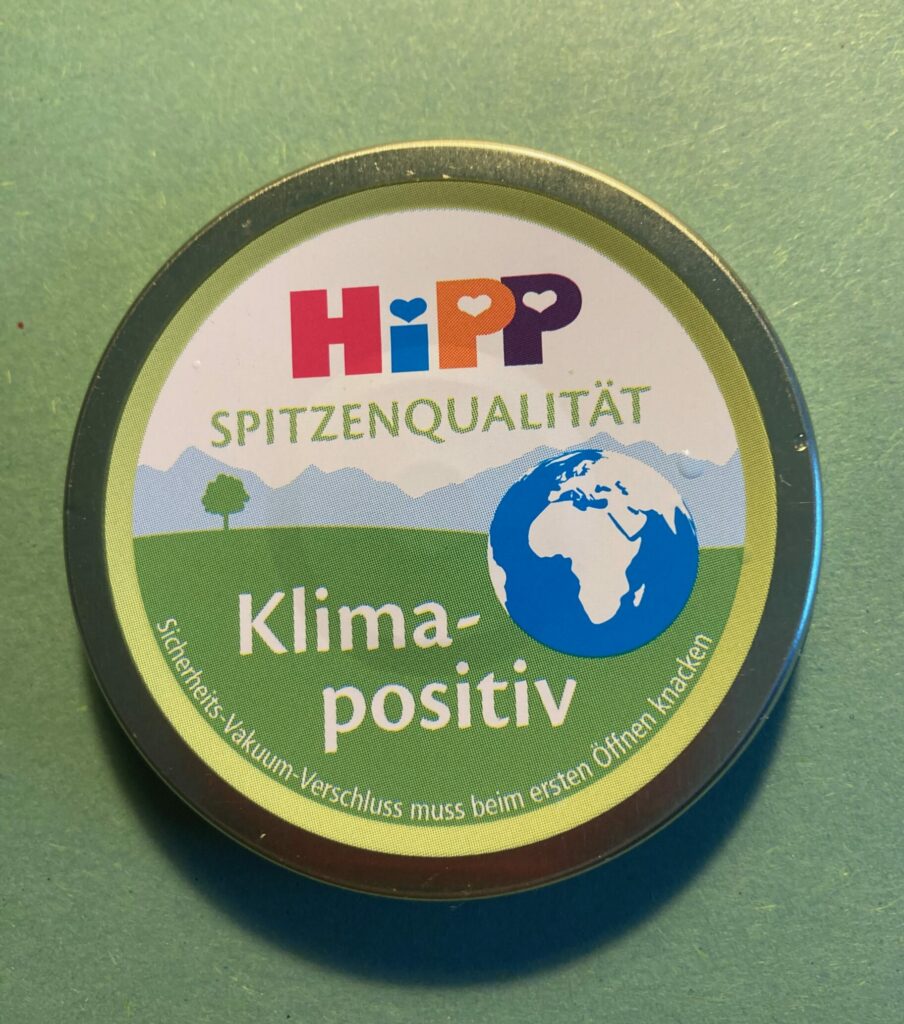 HiPP
SPITZENQUALITÄT
Klima-
positiv
Sicherheits-Vakuum-Verschluss muss beim ersten Öffnen knacken